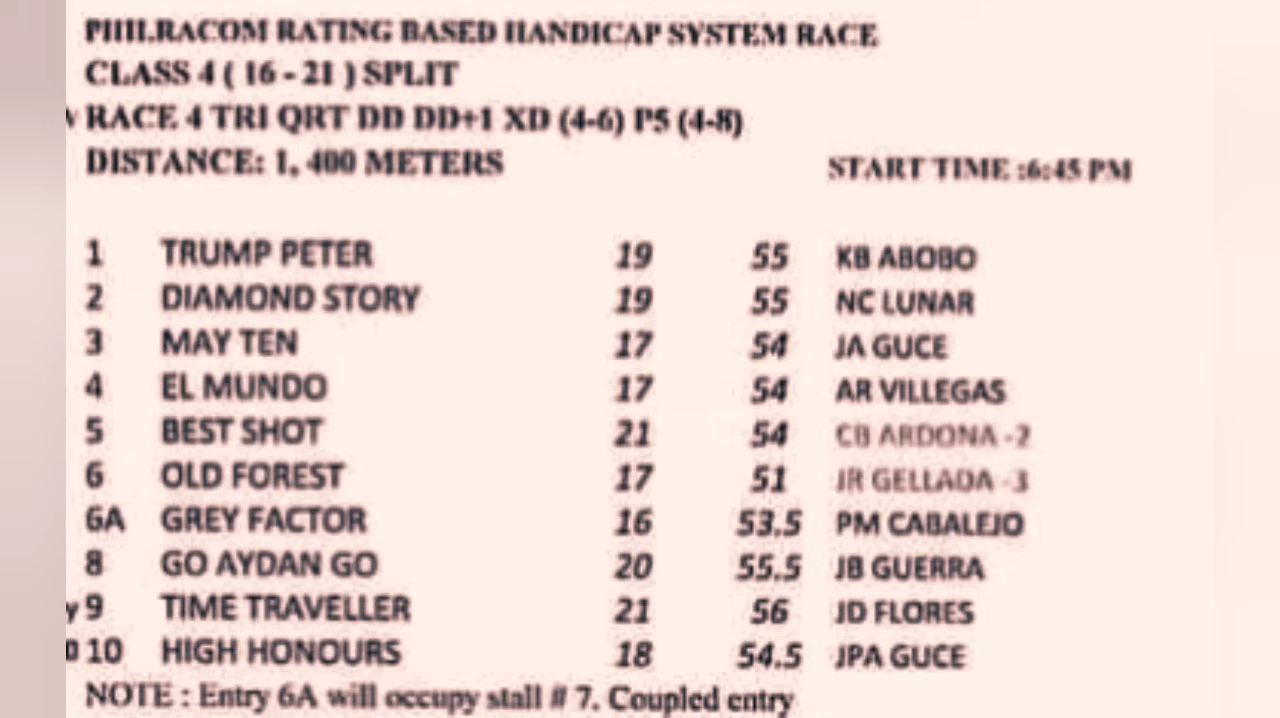 PHILRACOM RATING BASED HANDICAP SYSTEM RACE
CLASS 4 ( 16 - 21 ) SPLIT
RACE 4 TRI QRT DD DD+1 XD (4-6) P5 (4-8)
DISTANCE: 1, 400 METERS START TIME :6:45 PM
1 TRUMP PETER 19 55 KB ABOBO
2 DIAMOND STORY 19 55 NC LUNAR
3 MAY TEN 17 54 JA GUCE
4 EL MUNDO 17 54 AR VILLEGAS
5 BEST SHOT 21 54 CB ARDONA -2
6 OLD FOREST 17 51 JR GELLADA -3
6A GREY FACTOR 16 53.5 PM CABALEJO
8 GO AYDAN GO 20 55.5 JB GUERRA
y 9 TIME TRAVELLER 21 56 JD FLORES
10 HIGH HONOURS 18 54.5 JPA GUCE
NOTE : Entry 6A will occupy stall # 7. Coupled entry